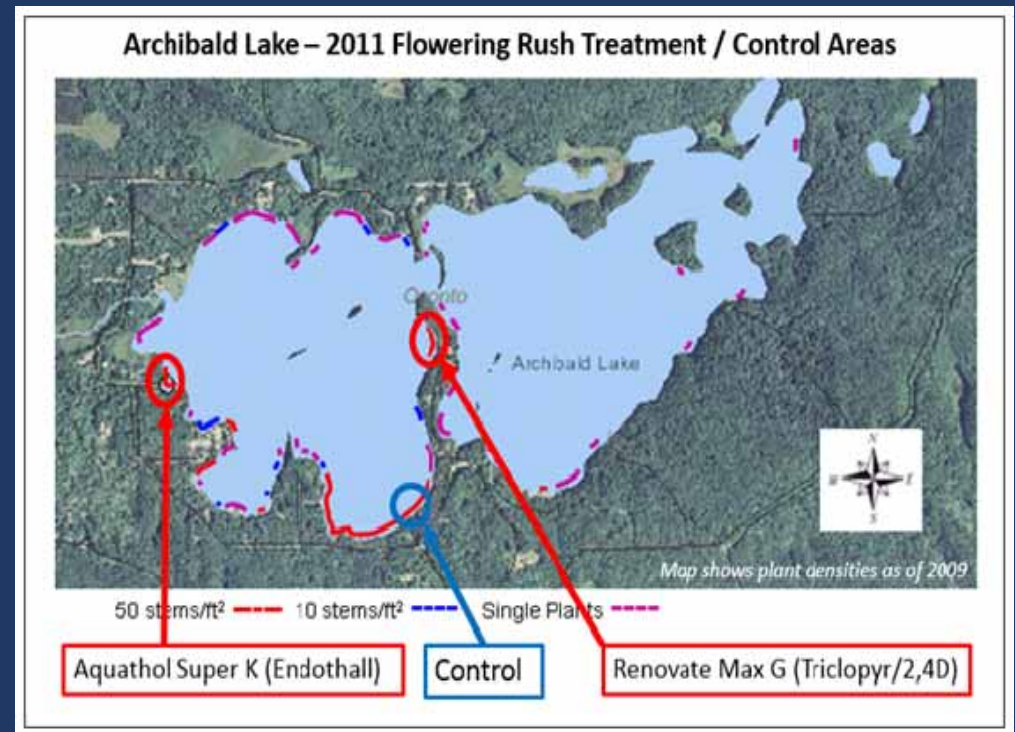 Archibald Lake – 2011 Flowering Rush Treatment / Control Areas
Oconto
Archibald Lake
N
W E
S
Map shows plant densities as of 2009
50 stems/ft² 10 stems/ft² Single Plants
Aquathol Super K (Endothall)
Control
Renovate Max G (Triclopyr/2,4D)